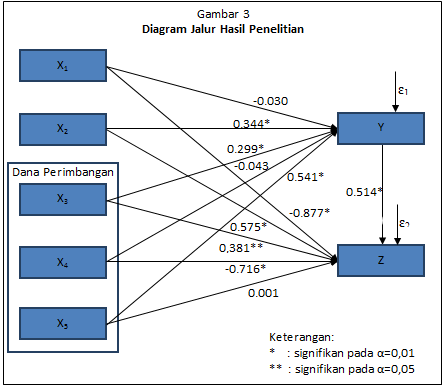 Gambar 3
Diagram Jalur Hasil Penelitian
X1
X2
Dana Perimbangan
X3
X4
X5
-0.030
0.344*
0.299*
-0.043
0.541*
-0.877*
0.575*
0,381**
-0.716*
0.001
ε1
Y
0.514*
ε2
Z
Keterangan:
* : signifikan pada α=0,01
** : signifikan pada α=0,05